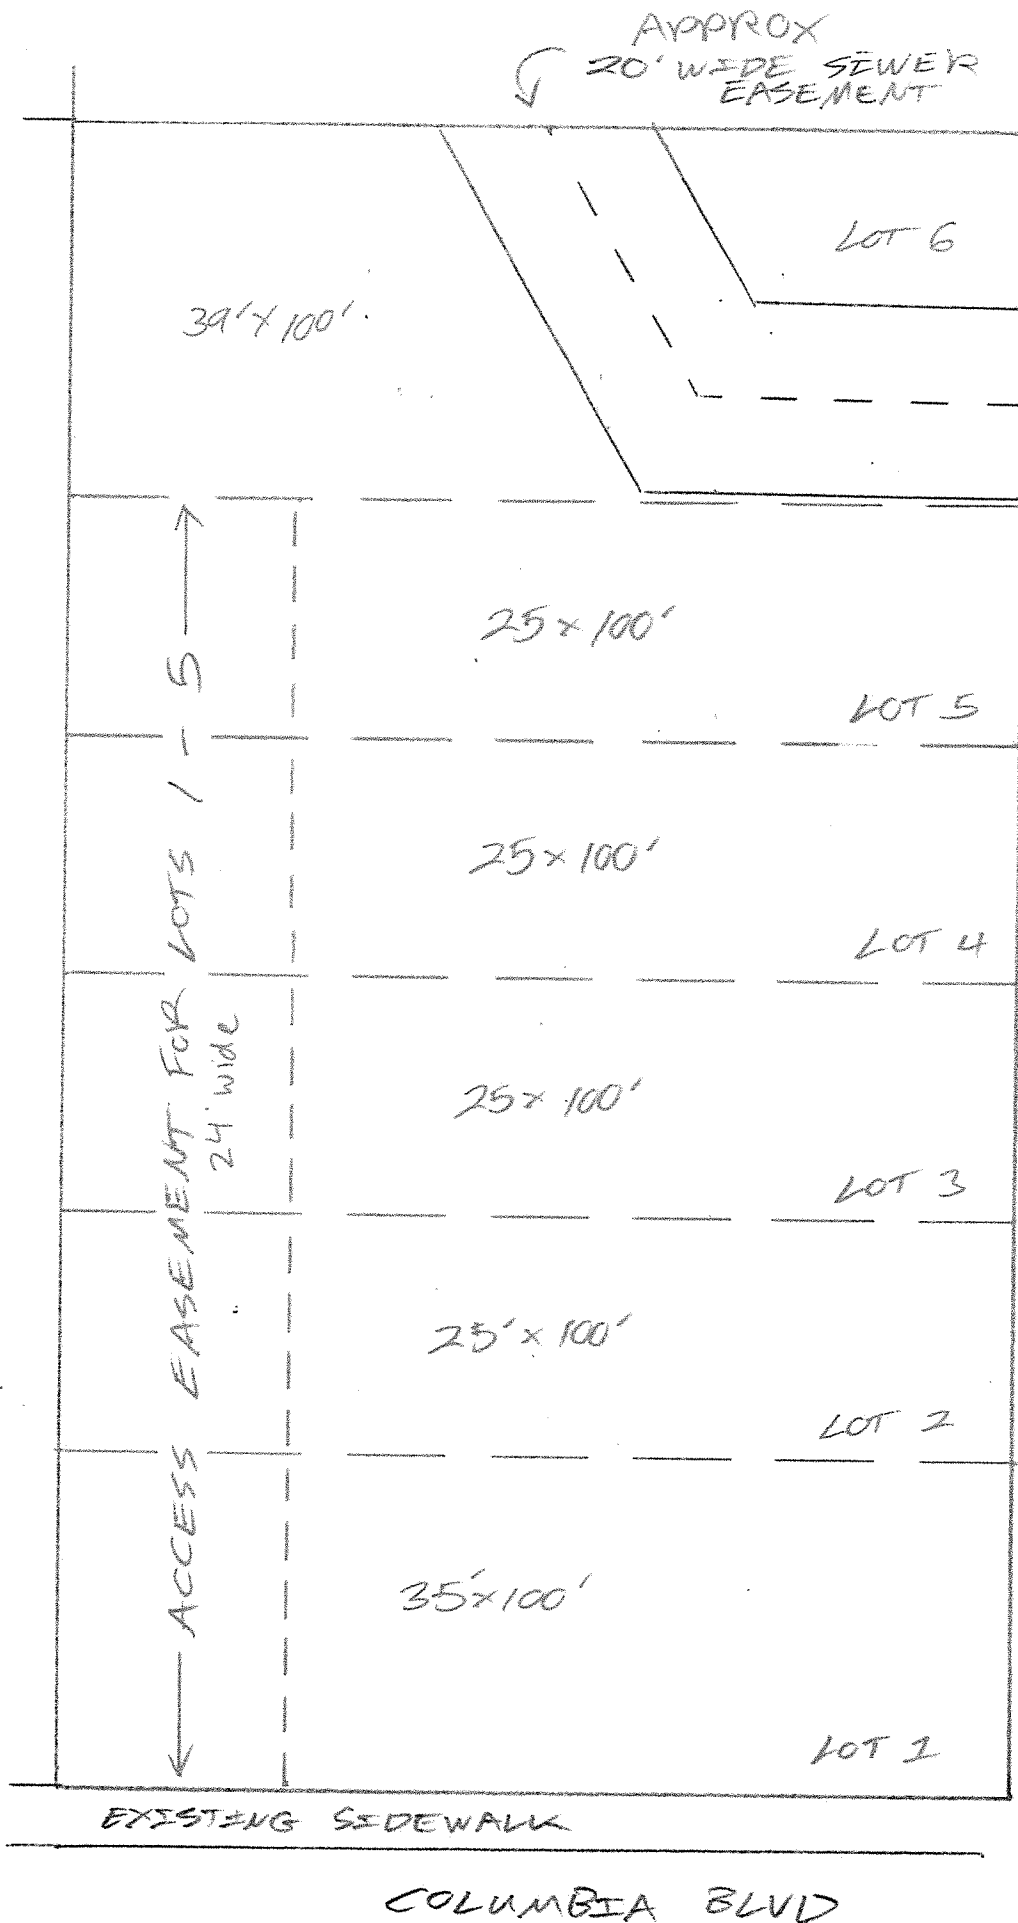 APPROX
20' WIDE SEWER
EASEMENT
LOT 6
39' X 100'
25 x 100'
LOT 5
25 x 100'
LOT 4
25 x 100'
LOT 3
25' x 100'
LOT 2
35' x 100'
LOT 1
ACCESS EASEMENT FOR LOTS 1 - 5
24' wide
EXISTING SIDEWALK
COLUMBIA BLVD